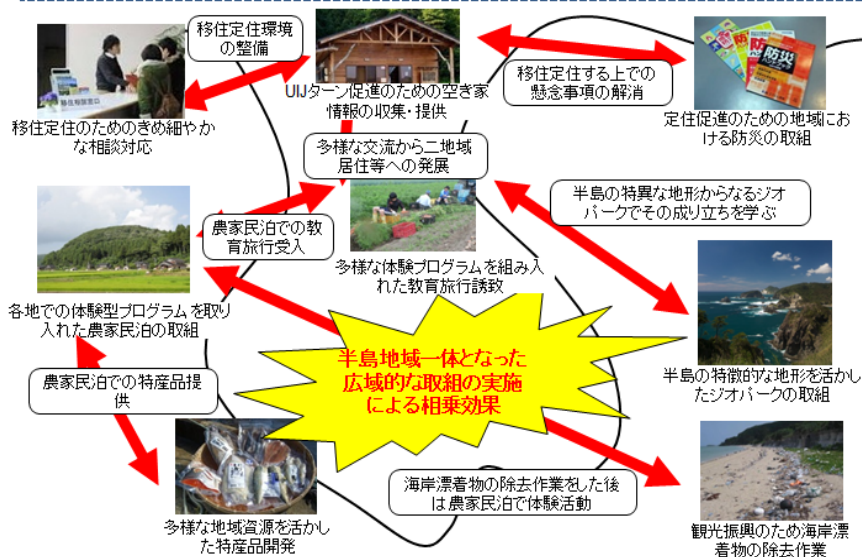 移住定住環境
の整備
移住相談窓口
移住定住のためのきめ細やか
な相談対応
UIJターン促進のための空き家
情報の収集・提供
移住定住する上での
懸念事項の解消
防災
ハンドブック
定住促進のための地域にお
ける防災の取組
多様な交流から二地域
居住等への発展
農家民泊での教
育旅行受入
半島の特異な地形からなるジオ
パークでその成り立ちを学ぶ
多様な体験プログラムを組み入
れた教育旅行誘致
各地での体験型プログラムを取り
入れた農家民泊の取組
半島地域一体となった
広域的な取組の実施
による相乗効果
半島の特徴的な地形を活かし
たジオパークの取組
農家民泊での特産品提
供
海岸漂着物の除去作業をした後
は農家民泊で体験活動
多様な地域資源を活かし
た特産品開発
観光振興のため海岸漂
着物の除去作業